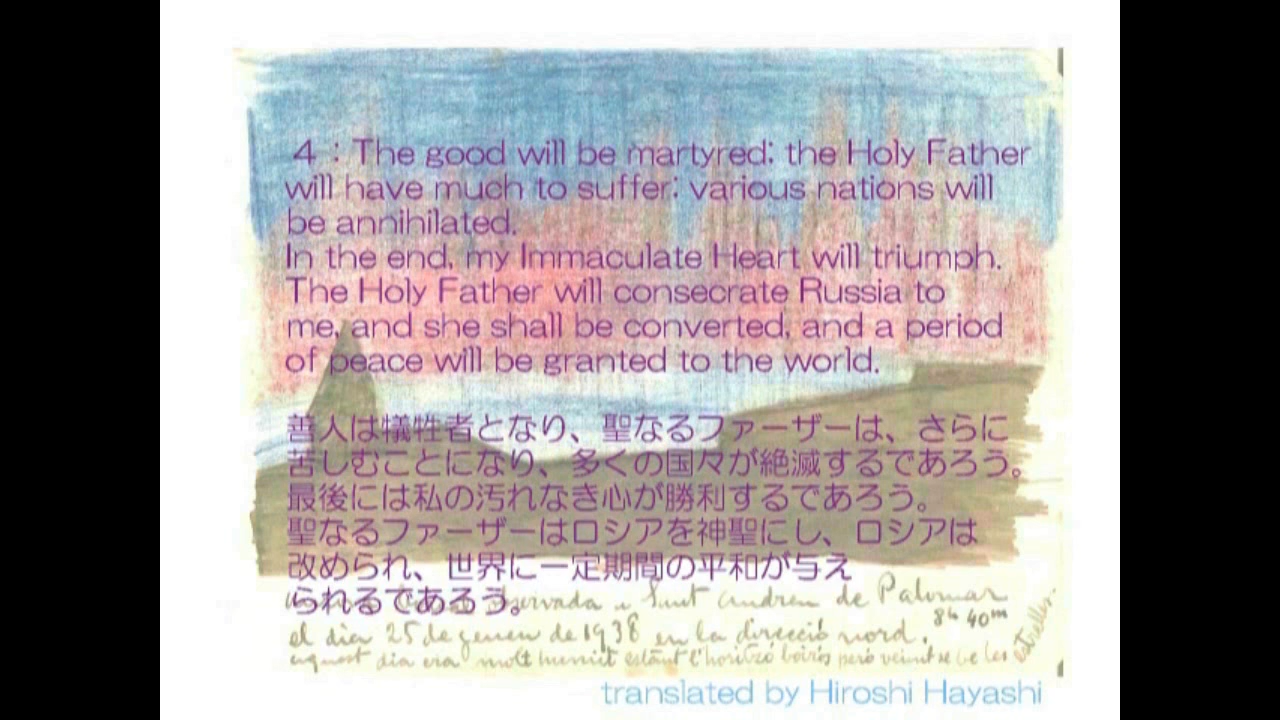 4 : The good will be martyred: the Holy Father
will have much to suffer: various nations will
be annihilated.
In the end, my Immaculate Heart will triumph.
The Holy Father will consecrate Russia to
me, and she shall be converted, and a period
of peace will be granted to the world.
善人は犠牲者となり、聖なるファーザーは、さらに
苦しむことになり、多くの国々が絶滅するであろう。
最後には私の汚れなき心が勝利するであろう。
聖なるファーザーはロシアを神聖にし、ロシアは
改められ、世界に一定期間の平和が与え
られるであろう。
Sant Andreu de Palomar
el dia 25 de gener de 1938 en la direcció nord. 8h 40m
aquest dia era molt humit estant l'horitzó boirós però veient se be les estrelles.
translated by Hiroshi Hayashi